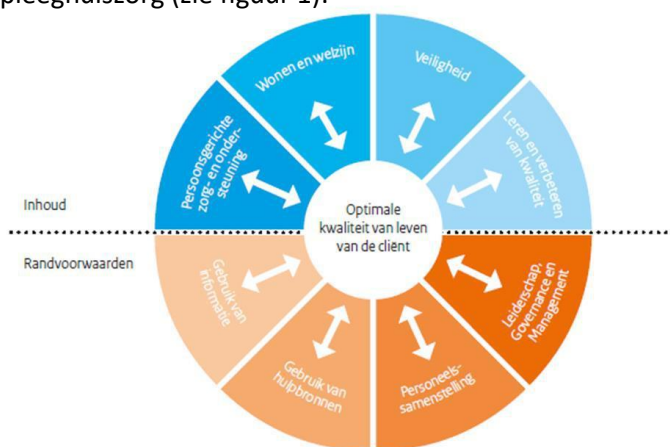 pleeghuiszorg (zie figuur 1).
Wonen en welzijn
Veiligheid
Persoonsgerichte
zorg- en onder-
steuning
Leren en verbeteren
van kwaliteit
Inhoud
Optimale
kwaliteit van leven
van de cliënt
Randvoorwaarden
Gebruik van
informatie
Leiderschap,
Governance en
Management
Gebruik van
hulpbronnen
Personeels-
samenstelling